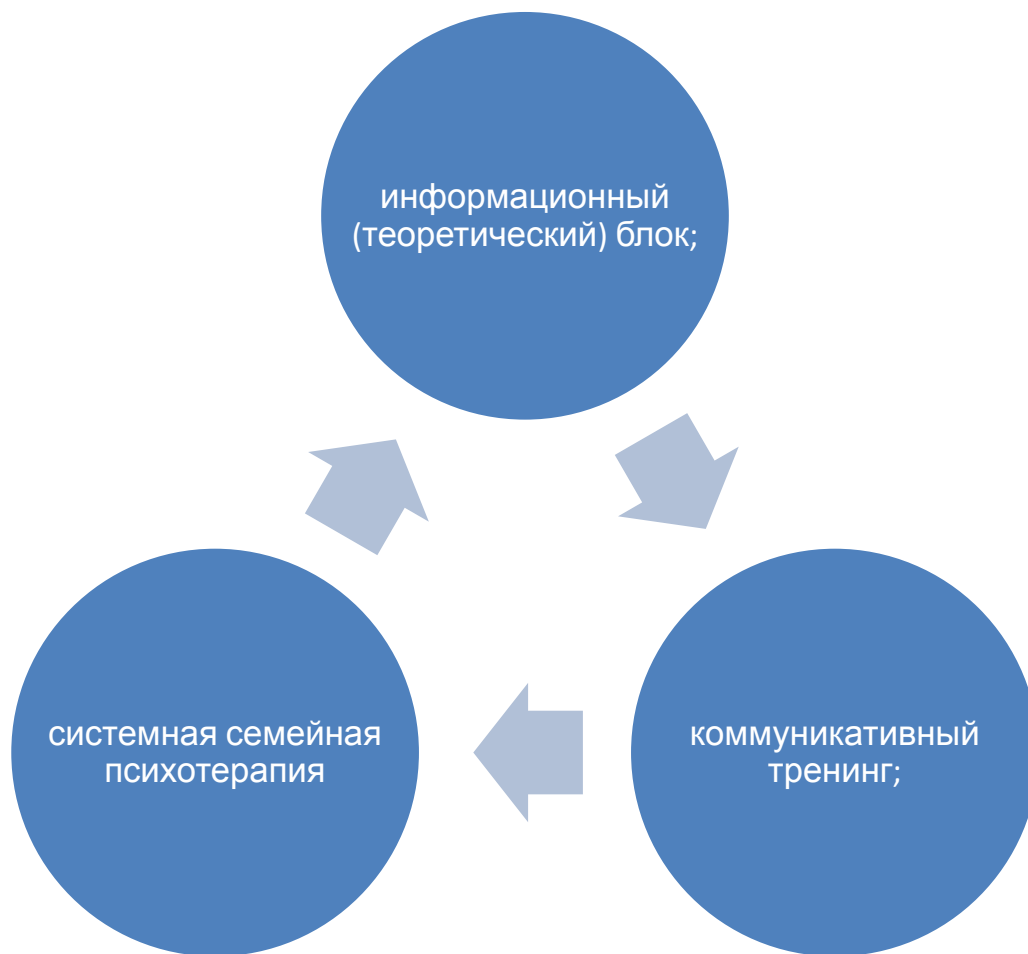 информационный
(теоретический) блок;
коммуникативный
тренинг;
системная семейная
психотерапия